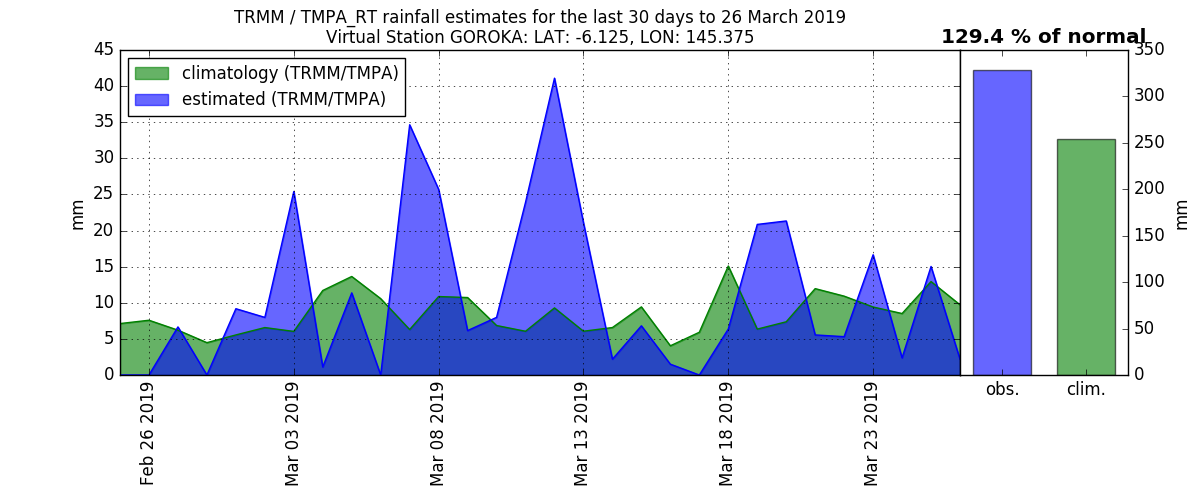 TRMM / TMPA_RT rainfall estimates for the last 30 days to 26 March 2019
Virtual Station GOROKA: LAT: -6.125, LON: 145.375
129.4 % of normal
climatology (TRMM/TMPA)
estimated (TRMM/TMPA)
45
40
35
30
25
20
15
10
5
0
mm
Feb 26 2019
Mar 03 2019
Mar 08 2019
Mar 13 2019
Mar 18 2019
Mar 23 2019
350
300
250
200
150
100
50
0
mm
obs.
clim.